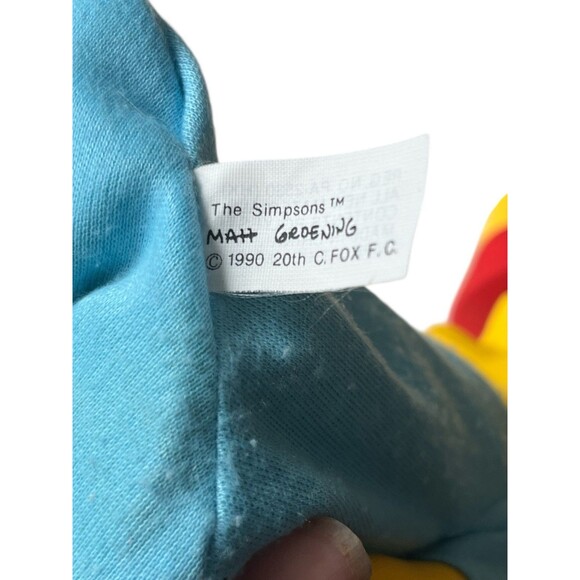 The Simpsons™
MATT GROENING
© 1990 20th C. FOX F.C.